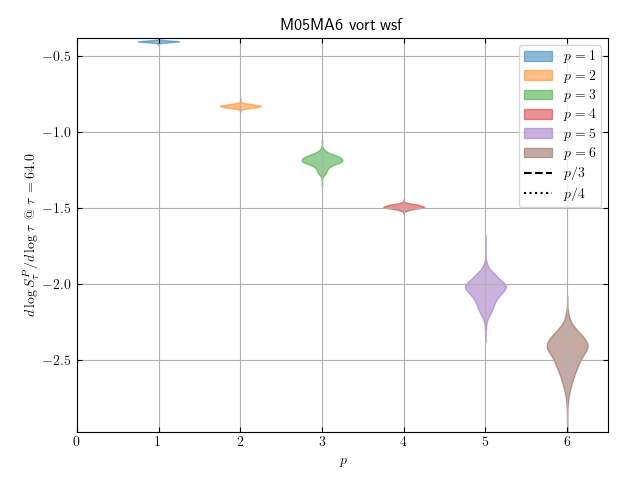 M05MA6 vort wsf
−0.5
−1.0
−1.5
−2.0
−2.5
d log S_τ^P / d log τ @ τ = 64.0
0 1 2 3 4 5 6
p
p = 1
p = 2
p = 3
p = 4
p = 5
p = 6
p/3
p/4